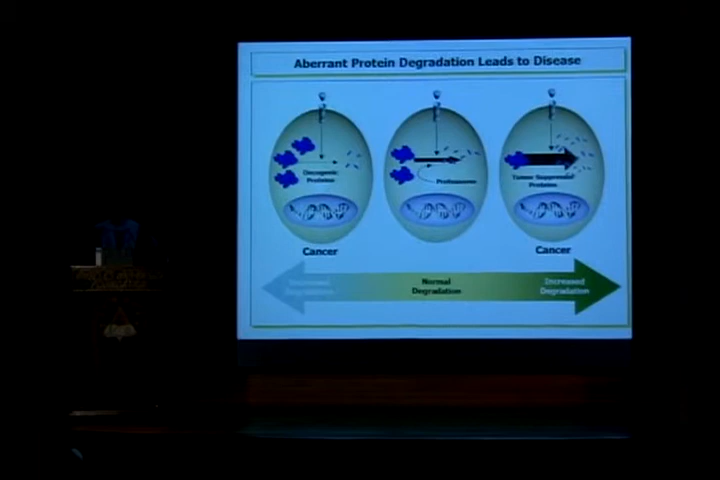 Aberrant Protein Degradation Leads to Disease
Oncogenic
Proteins
Proteasome
Tumor Suppressor
Proteins
Cancer
Cancer
Normal
Degradation
Increased
Degradation